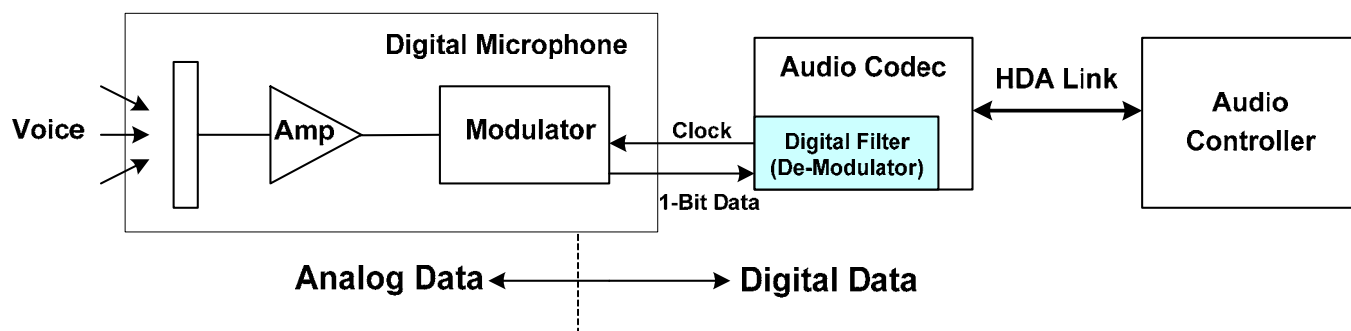 Digital Microphone
Voice
Amp
Modulator
Clock
1-Bit Data
Audio Codec
Digital Filter
(De-Modulator)
HDA Link
Audio
Controller
Analog Data
Digital Data